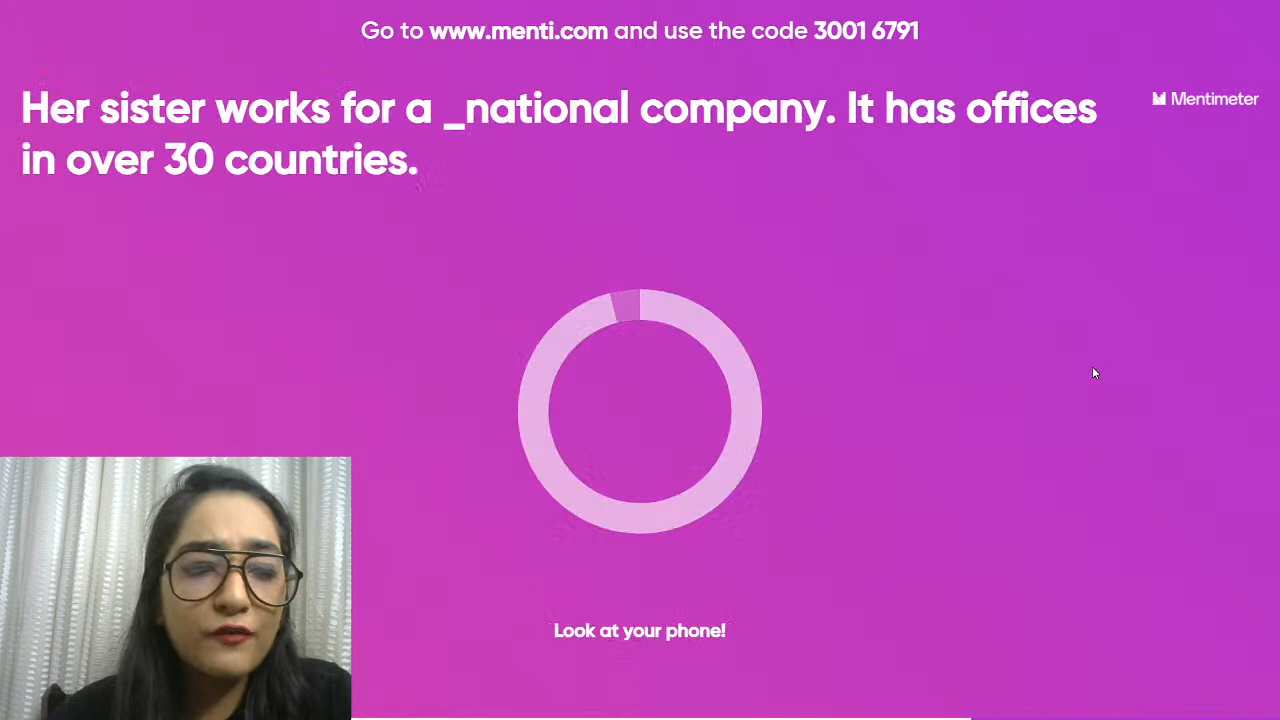 Go to www.menti.com and use the code 3001 6791
Her sister works for a _national company. It has offices
in over 30 countries.
Mentimeter
Look at your phone!